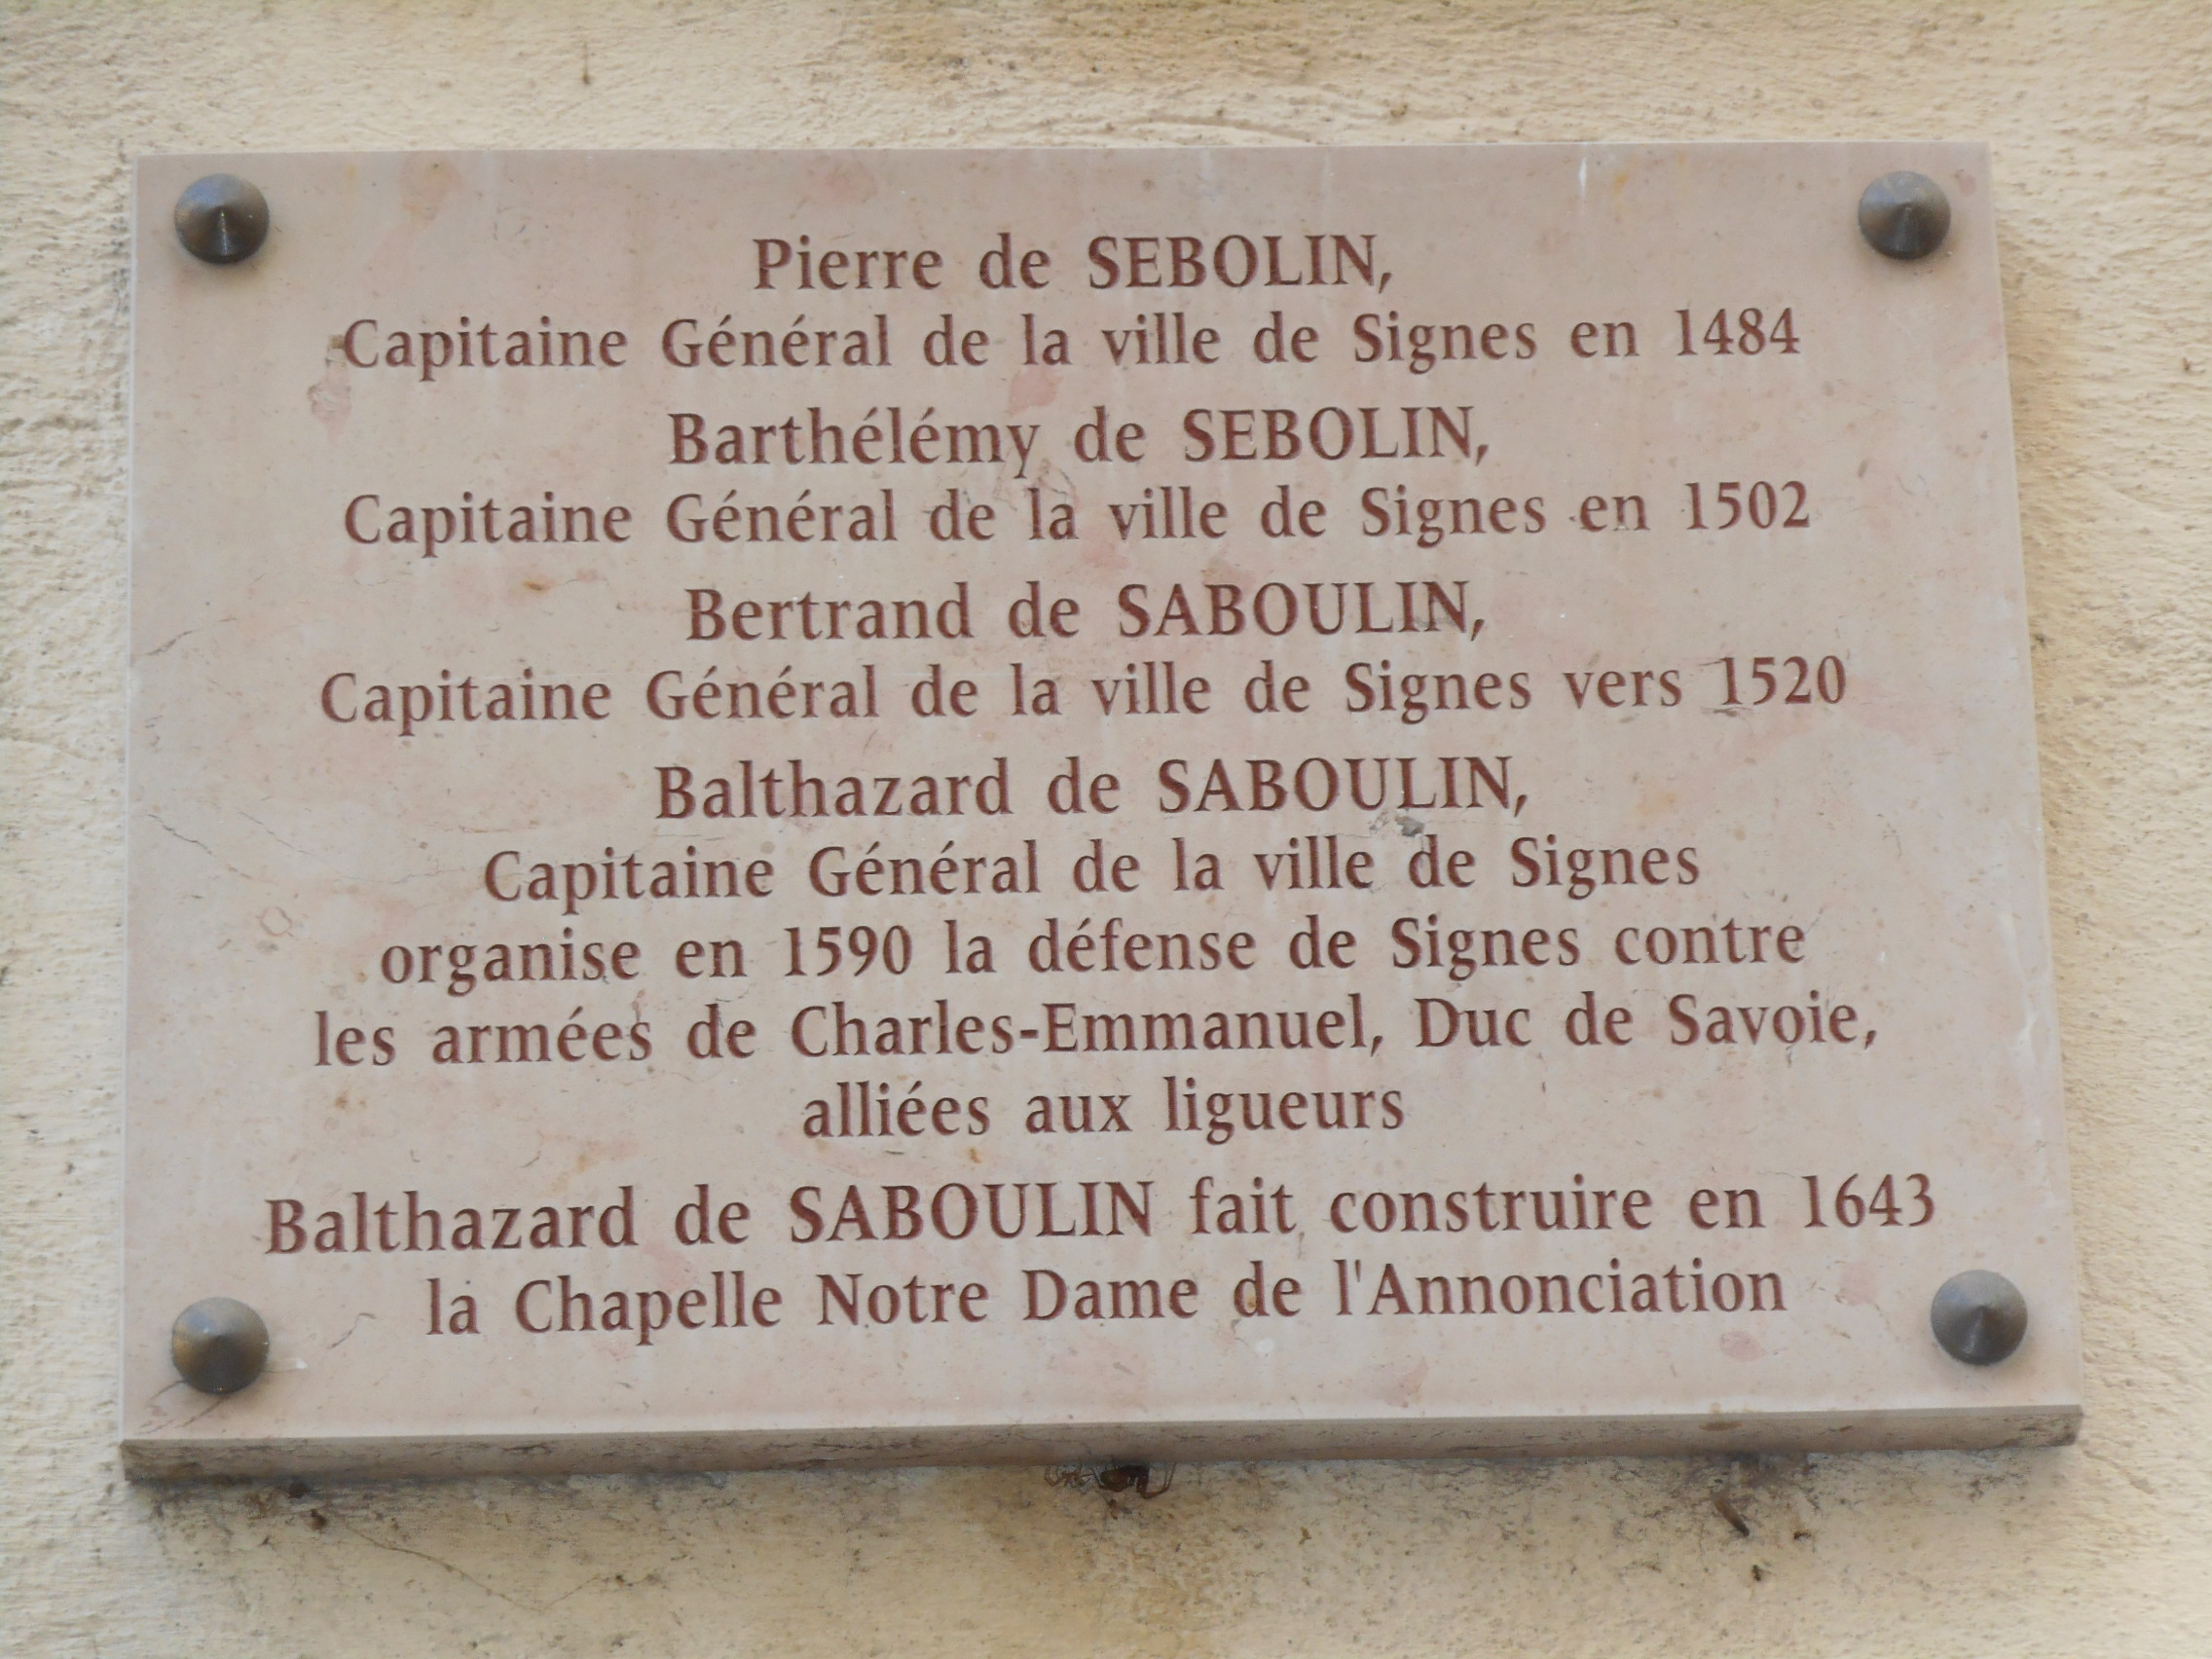 Pierre de SEBOLIN,
Capitaine Général de la ville de Signes en 1484
Barthélémy de SEBOLIN,
Capitaine Général de la ville de Signes en 1502
Bertrand de SABOULIN,
Capitaine Général de la ville de Signes vers 1520
Balthazard de SABOULIN,
Capitaine Général de la ville de Signes
organise en 1590 la défense de Signes contre
les armées de Charles-Emmanuel, Duc de Savoie,
alliées aux ligueurs
Balthazard de SABOULIN fait construire en 1643
la Chapelle Notre Dame de l'Annonciation